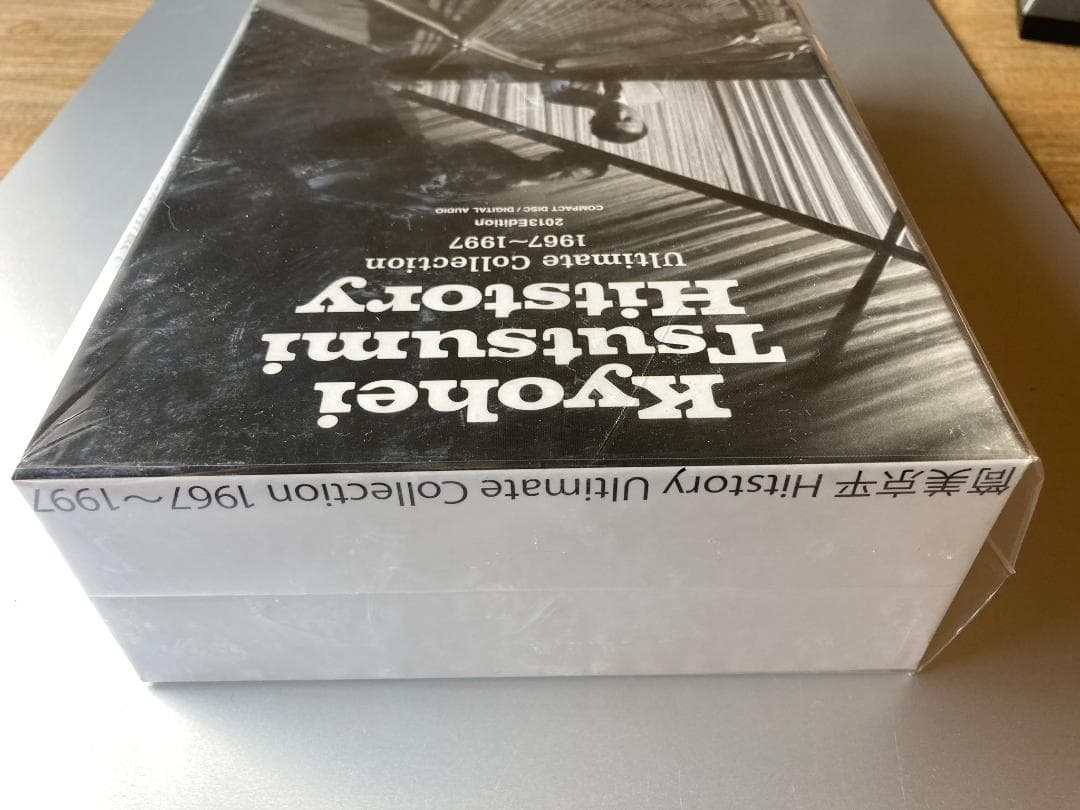 Kyohei
Tsutsumi
Hitstory
Ultimate Collection
1967〜1997
2013Edition
COMPACT DISC / DIGITAL AUDIO
筒美京平 Hitstory Ultimate Collection 1967〜1997